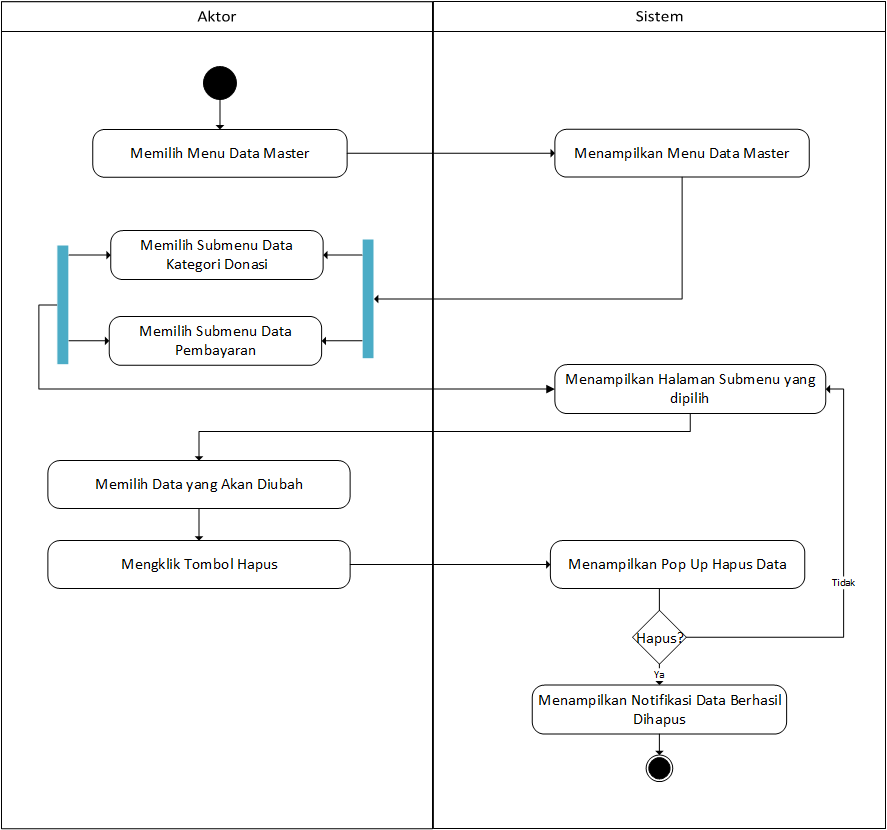 Aktor
Sistem
Memilih Menu Data Master
Menampilkan Menu Data Master
Memilih Submenu Data
Kategori Donasi
Memilih Submenu Data
Pembayaran
Menampilkan Halaman Submenu yang
dipilih
Memilih Data yang Akan Diubah
Mengklik Tombol Hapus
Menampilkan Pop Up Hapus Data
Tidak
Hapus?
Ya
Menampilkan Notifikasi Data Berhasil
Dihapus